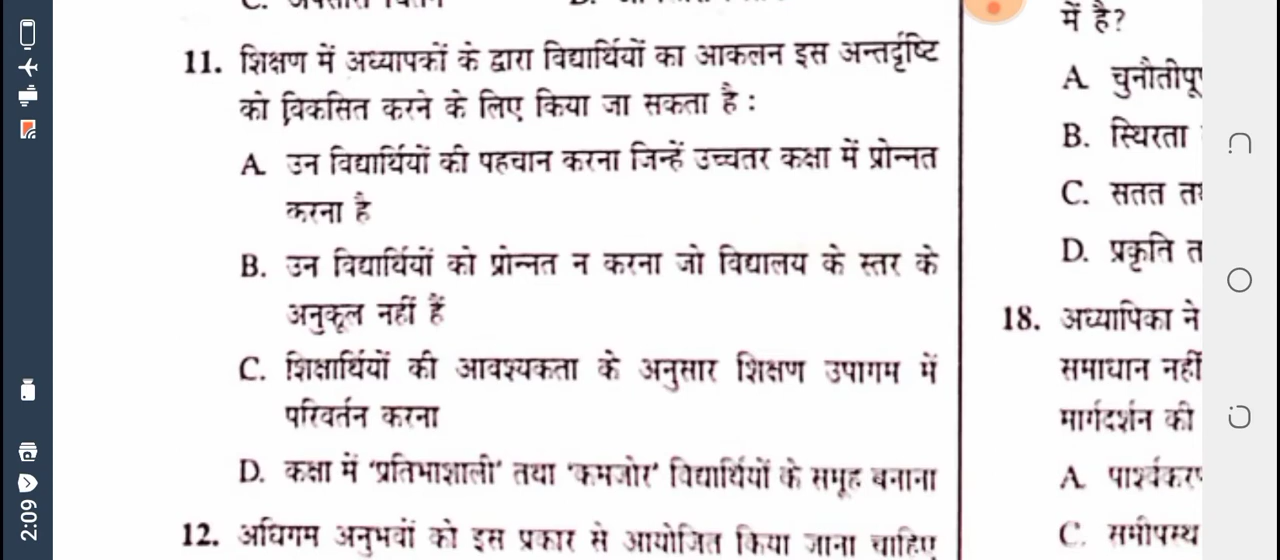 11. शिक्षण में अध्यापकों के द्वारा विद्यार्थियों का आकलन इस अन्तर्दृष्टि
को विकसित करने के लिए किया जा सकता है :
A. उन विद्यार्थियों की पहचान करना जिन्हें उच्चतर कक्षा में प्रोन्नत
करना है
B. उन विद्यार्थियों को प्रोन्नत न करना जो विद्यालय के स्तर के
अनुकूल नहीं हैं
C. शिक्षार्थियों की आवश्यकता के अनुसार शिक्षण उपागम में
परिवर्तन करना
D. कक्षा में 'प्रतिभाशाली' तथा 'कमजोर' विद्यार्थियों के समूह बनाना
12. अधिगम अनुभवों को इस प्रकार से आयोजित किया जाना चाहिए
में है?
A.
B. स्थिरता
C. सतत
D. प्रकृति
18. अध्यापिका ने
समाधान नहीं
मार्गदर्शन की
A.
C. समीपस्थ
2:09